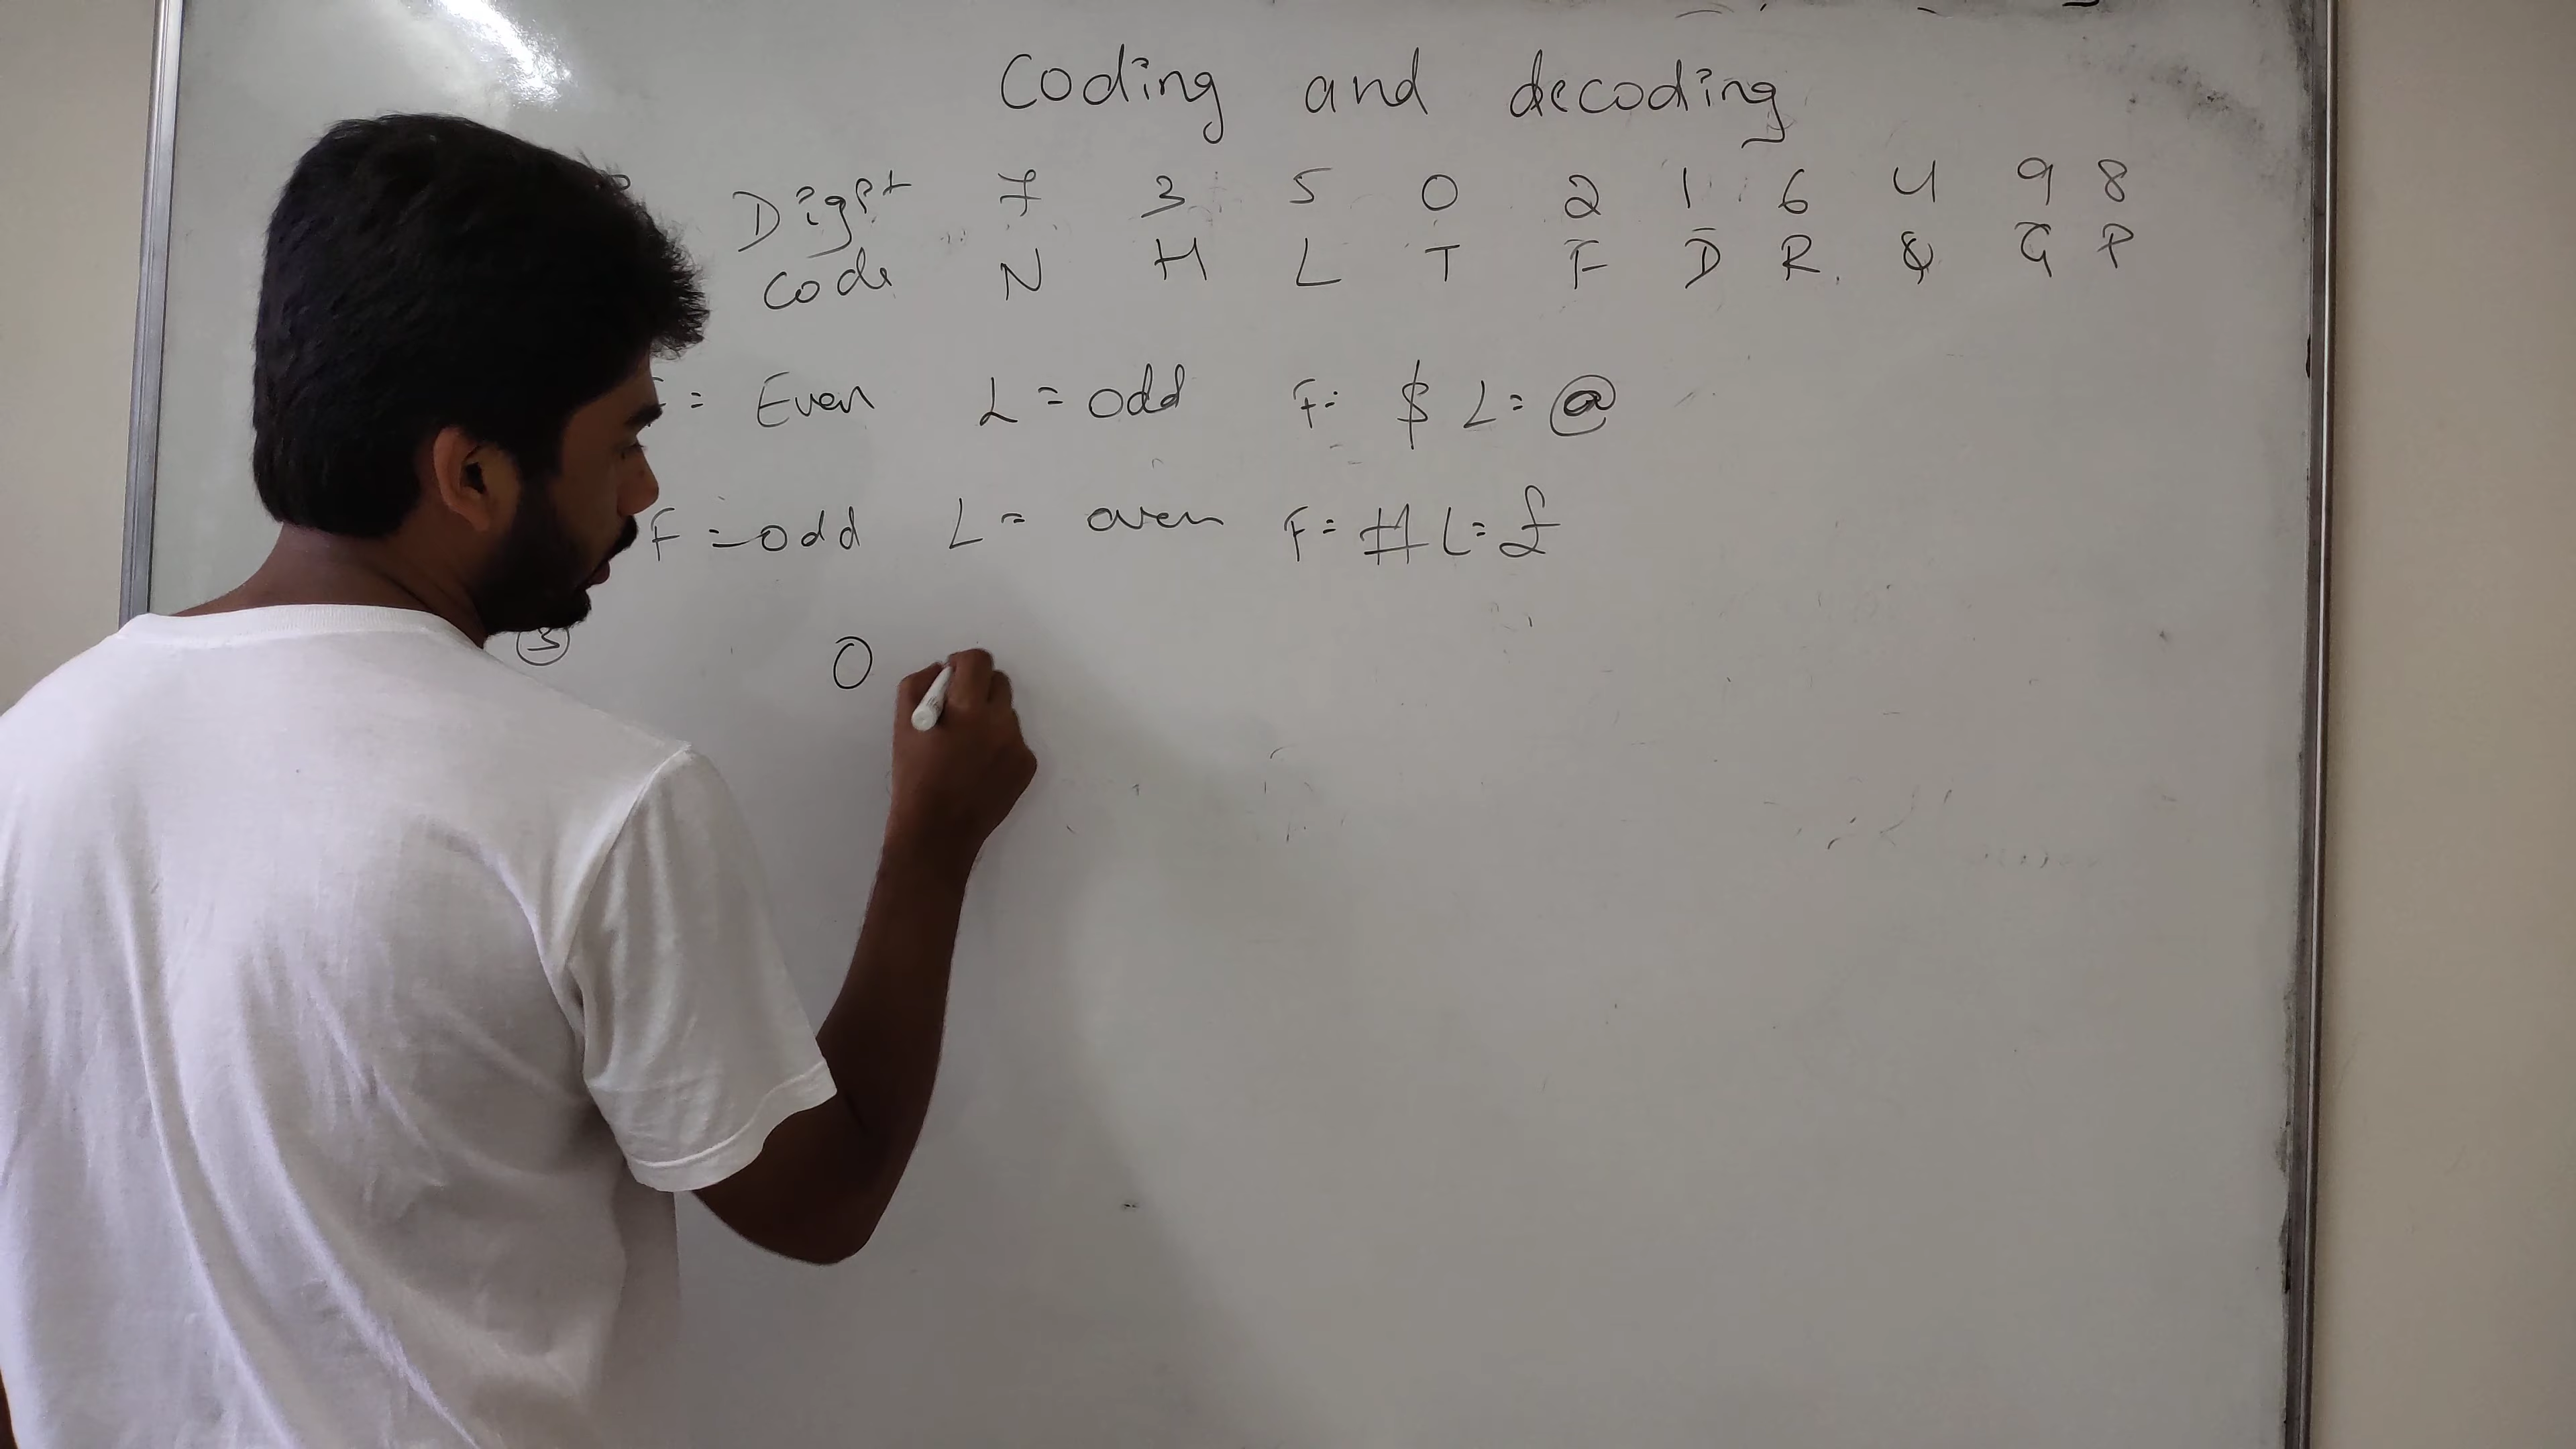 Coding and decoding
Digit 7 3 5 0 2 1 6 4 9 8
Code N H L T F D R Q G P
= Even L = odd F = $ L = @
F = odd L = even F = # L = £
③ 0